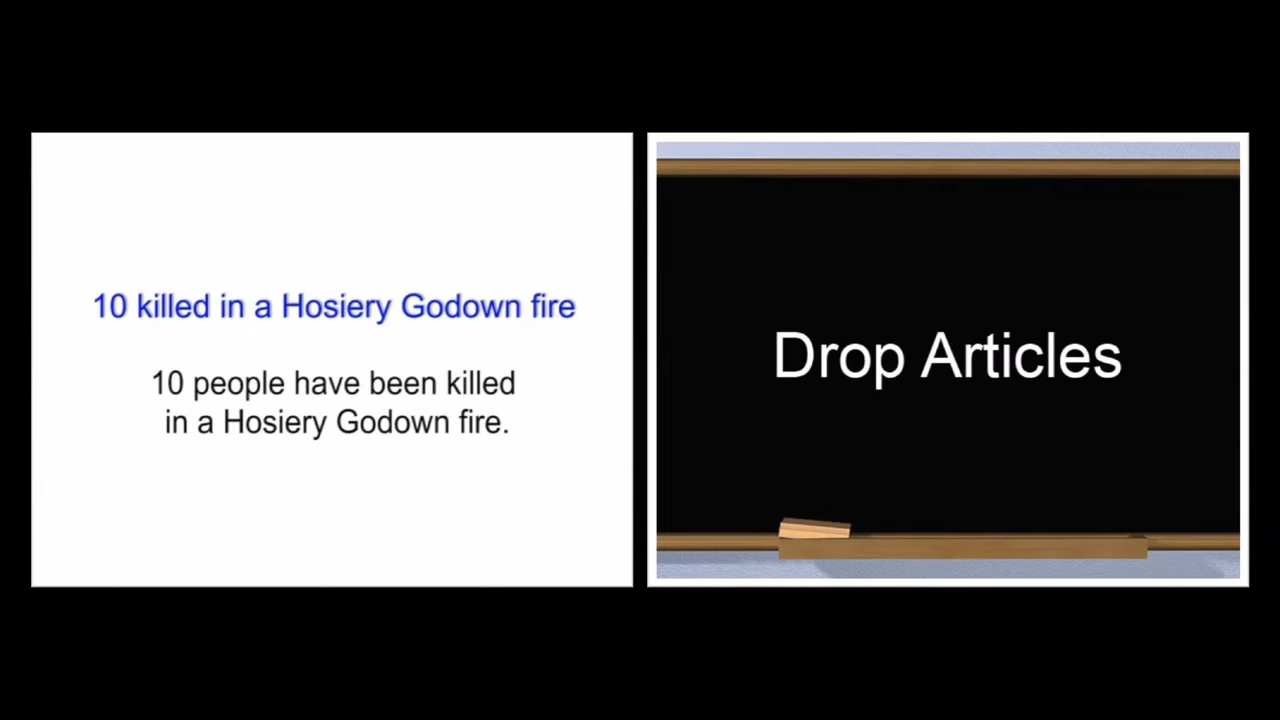 10 killed in a Hosiery Godown fire
10 people have been killed
in a Hosiery Godown fire.
Drop Articles